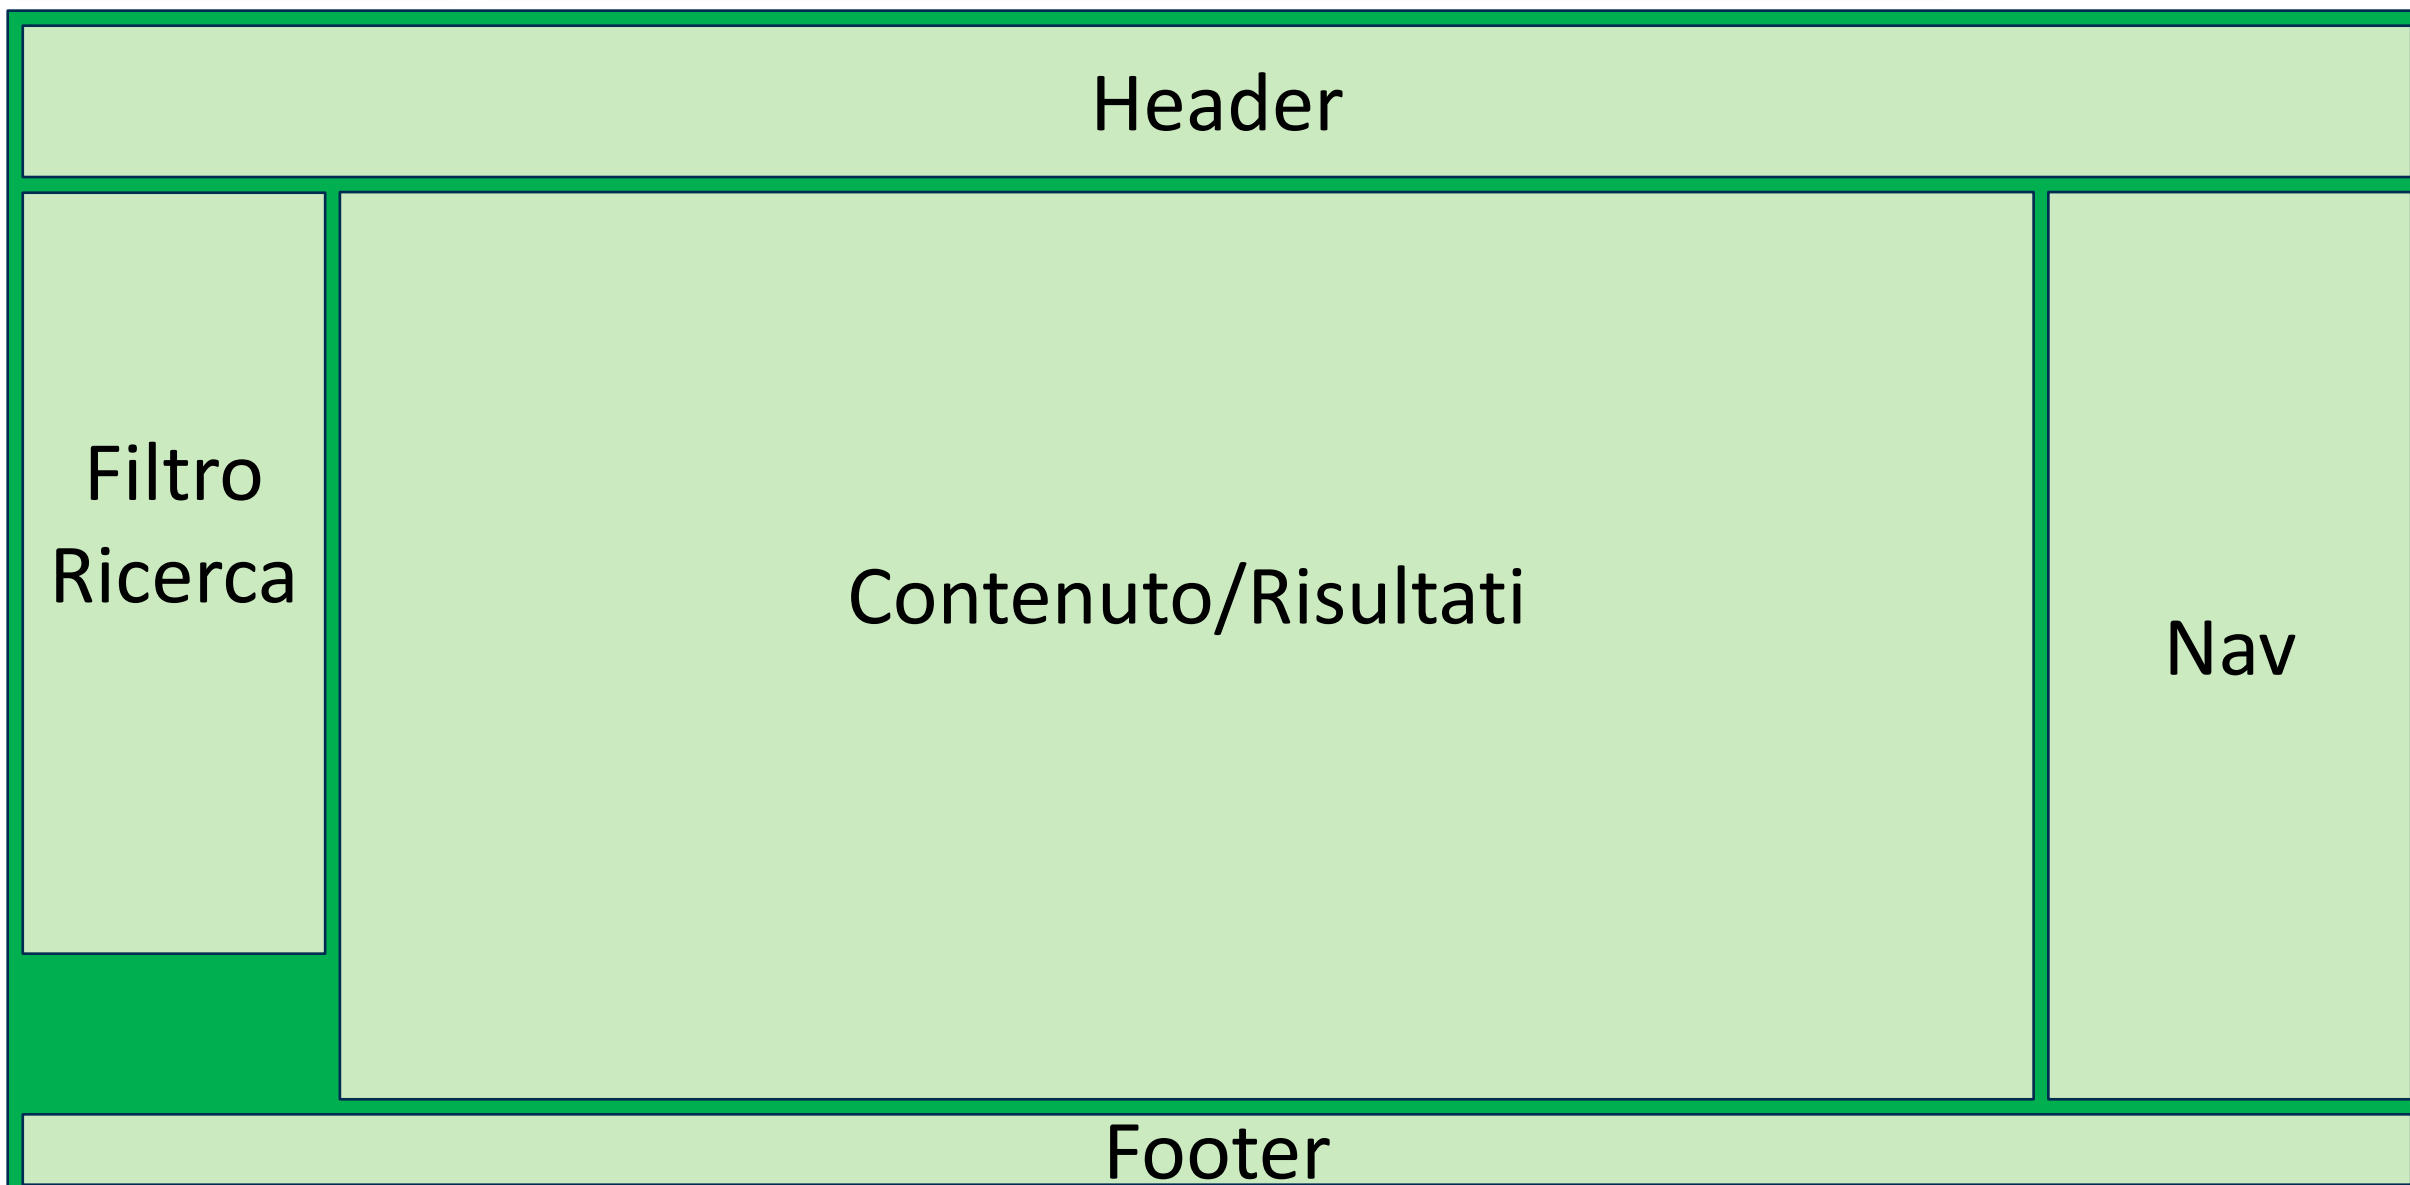 Header
Filtro
Ricerca
Contenuto/Risultati
Nav
Footer